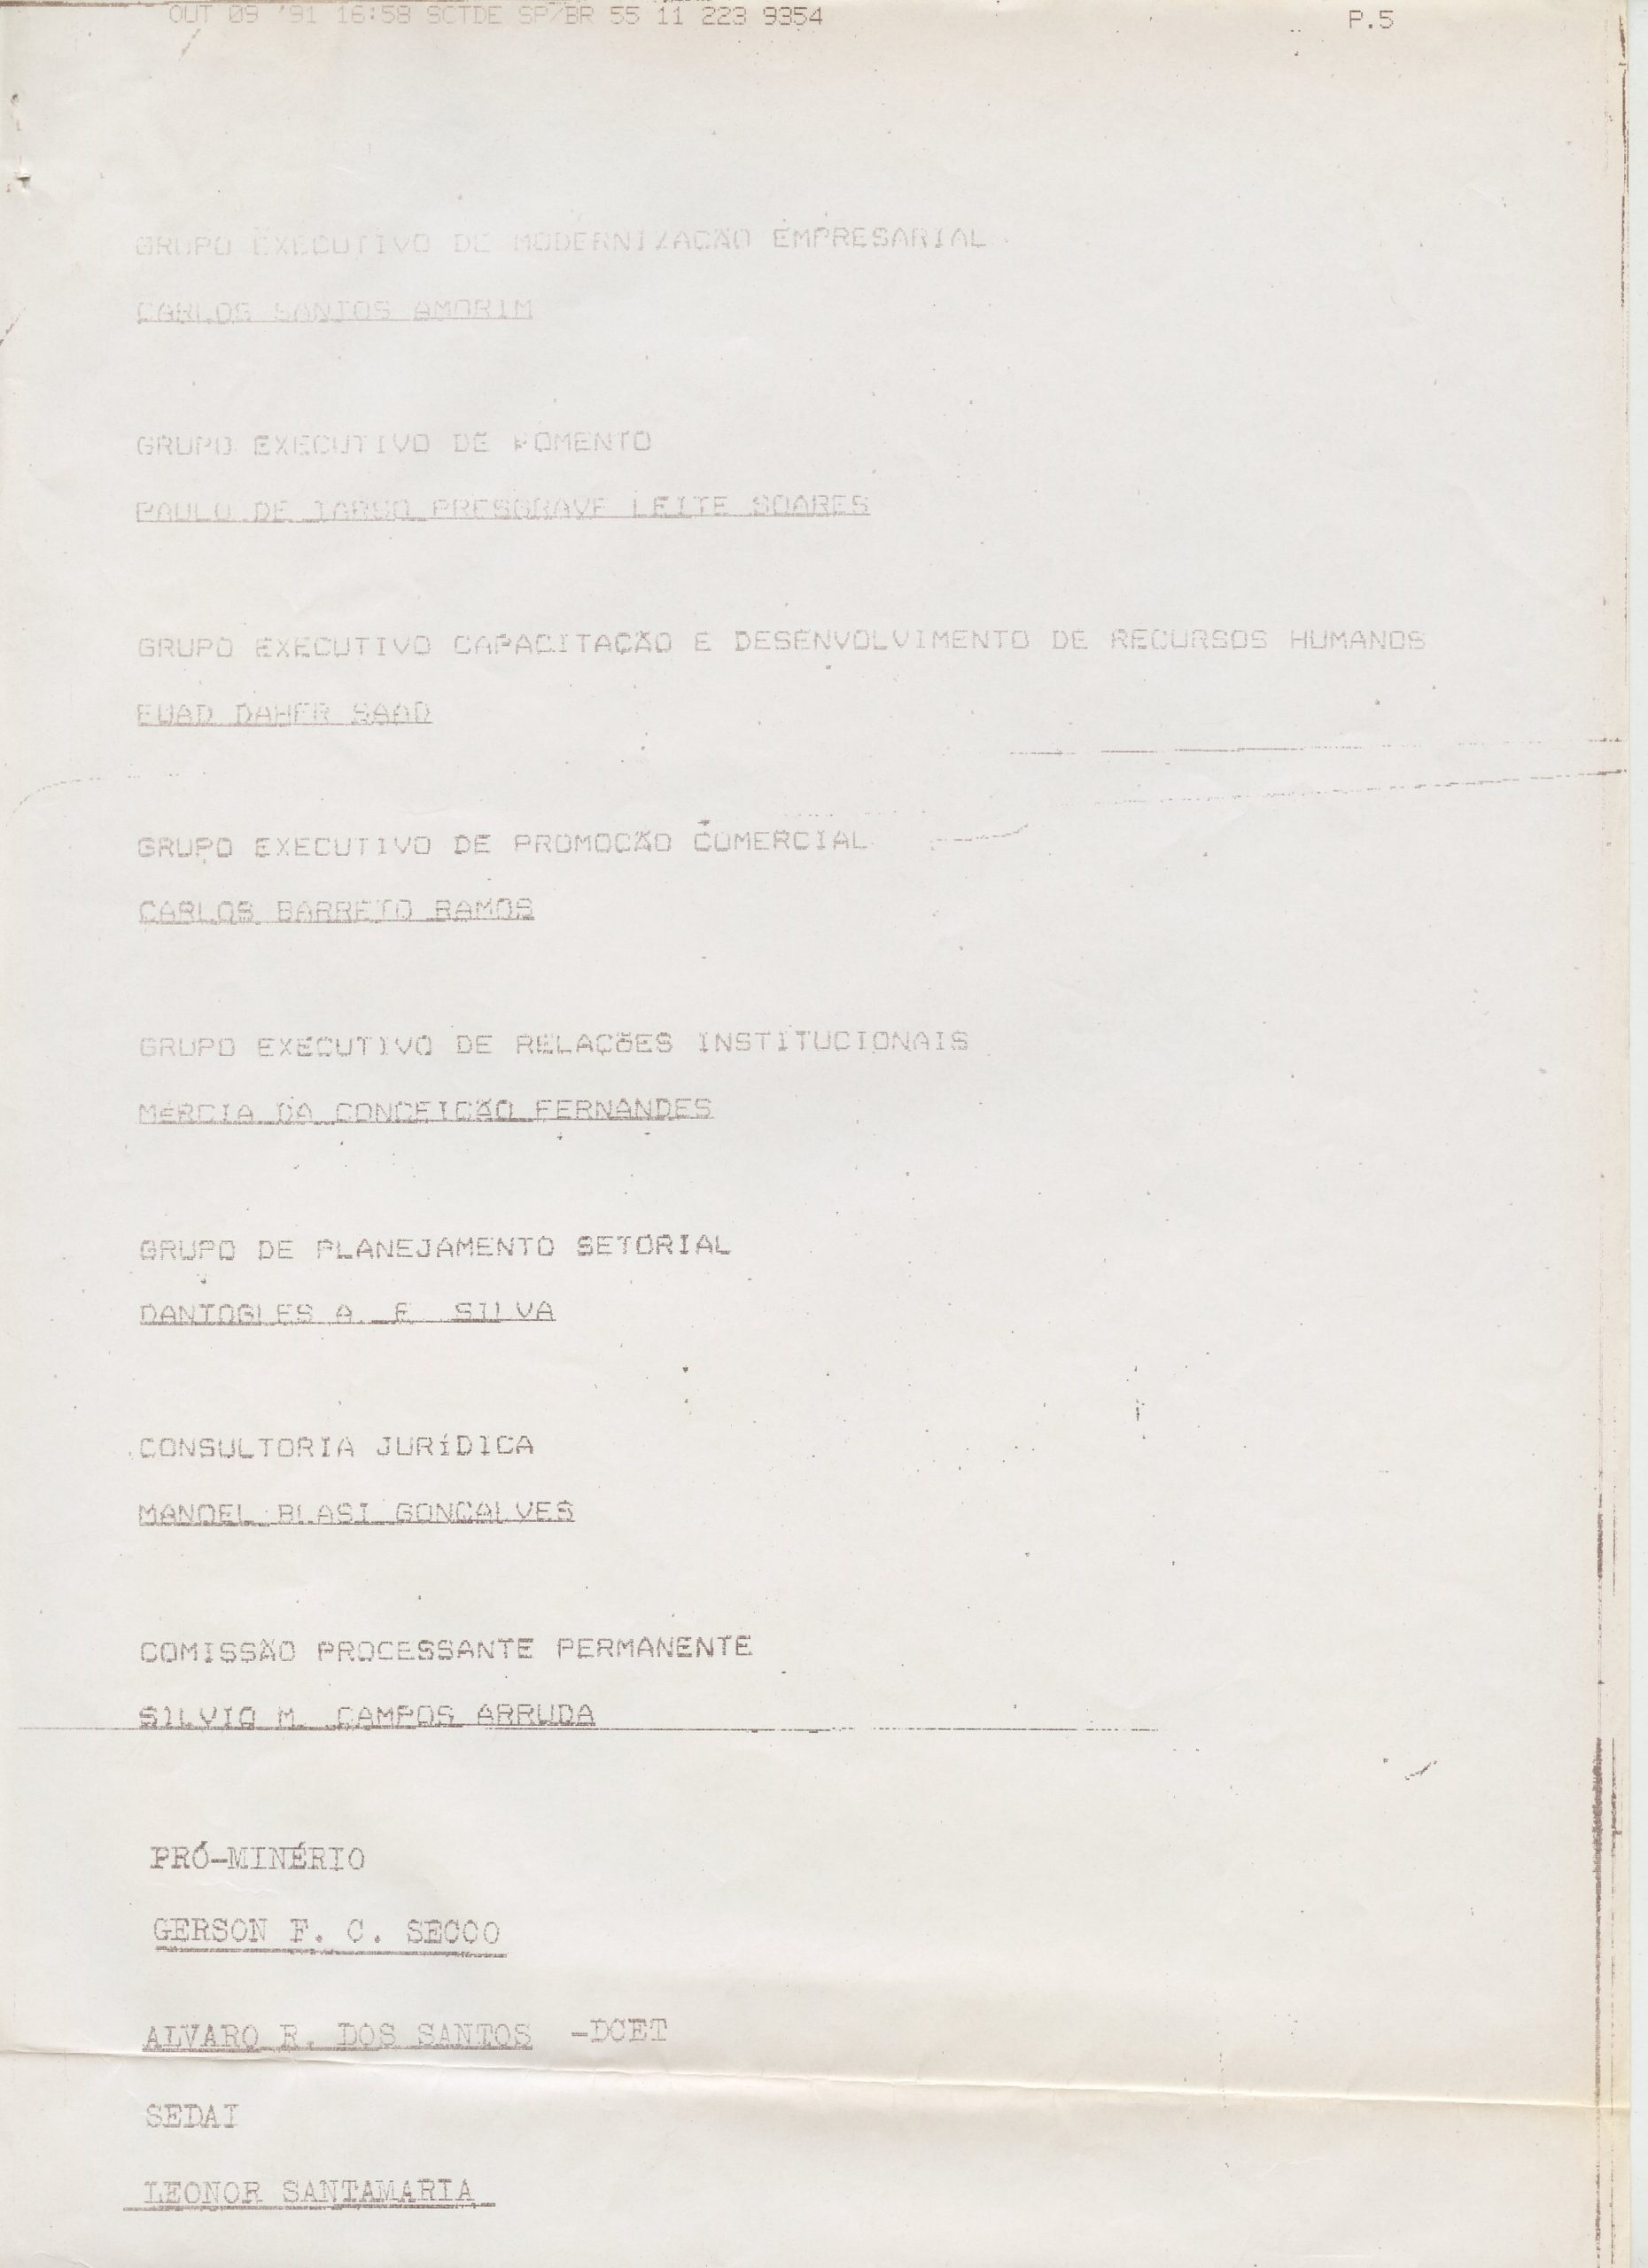 OUT 09 '91 16:58 SCTDE SP/BR 55 11 223 9354 P.5
GRUPO EXECUTIVO DE MODERNIZAÇÃO EMPRESARIAL
CARLOS SANTOS AMORIM
GRUPO EXECUTIVO DE FOMENTO
PAULO DE TARSO PRESGRAVE LEITE SOARES
GRUPO EXECUTIVO CAPACITAÇÃO E DESENVOLVIMENTO DE RECURSOS HUMANOS
FUAD DAHER SAAD
GRUPO EXECUTIVO DE PROMOÇÃO COMERCIAL
CARLOS BARRETO RAMOS
GRUPO EXECUTIVO DE RELAÇÕES INSTITUCIONAIS
MÉRCIA DA CONCEIÇÃO FERNANDES
GRUPO DE PLANEJAMENTO SETORIAL
A. E SILVA
CONSULTORIA JURÍDICA
MANOEL BLASI GONÇALVES
COMISSÃO PROCESSANTE PERMANENTE
SILVIO M. CAMPOS ARRUDA
PRÓ-MINÉRIO
GERSON F. C. SECCO
ALVARO R. DOS SANTOS -DCET
SEDAI
LEONOR SANTAMARIA